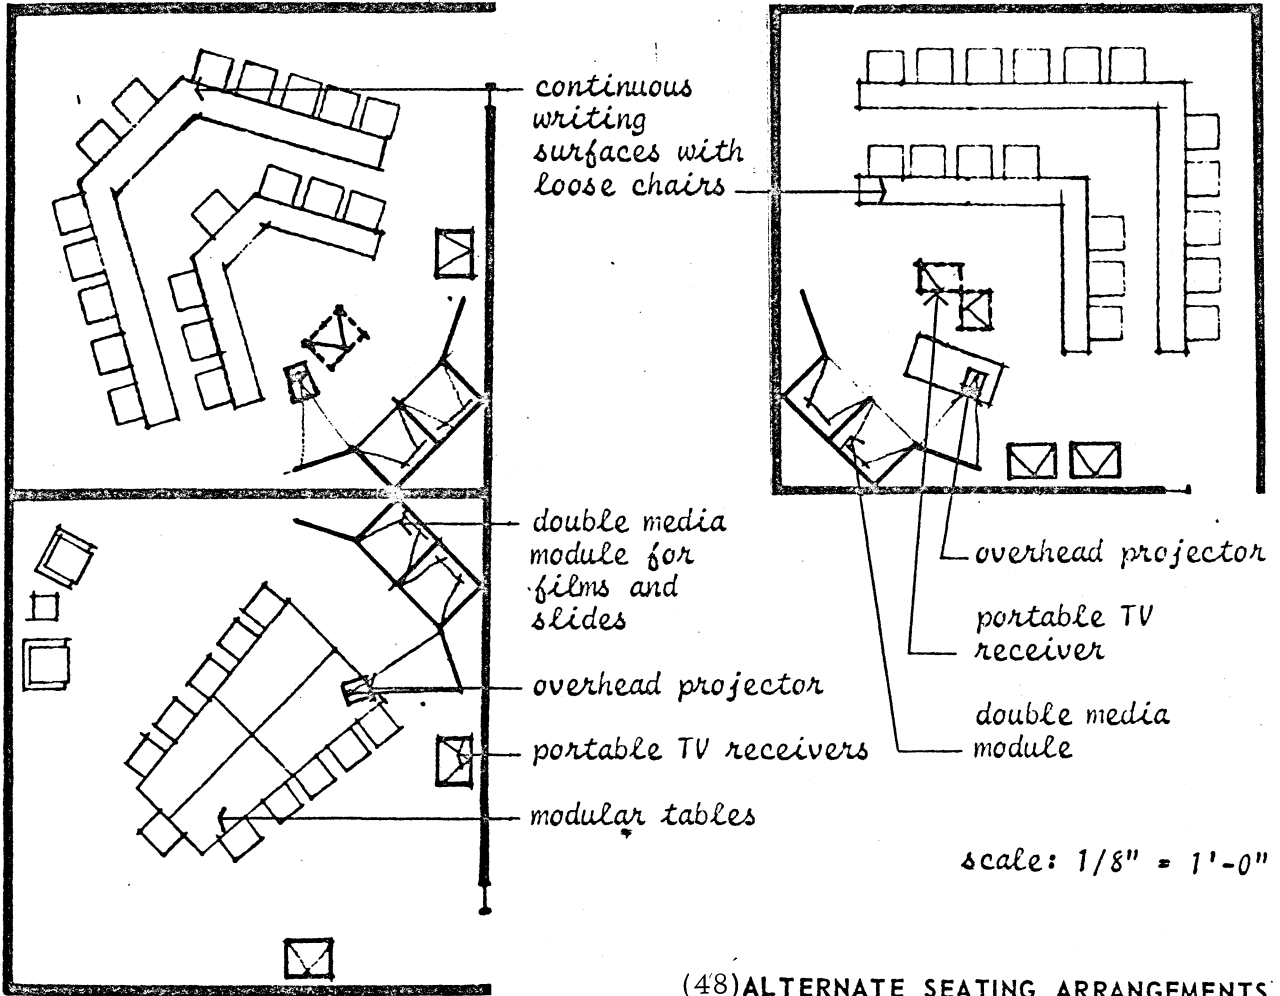 continuous
writing
surfaces with
loose chairs
double media
module for
films and
slides
overhead projector
portable TV receivers
modular tables
overhead projector
portable TV
receiver
double media
module
scale: 1/8" = 1'-0"
(48) ALTERNATE SEATING ARRANGEMENTS